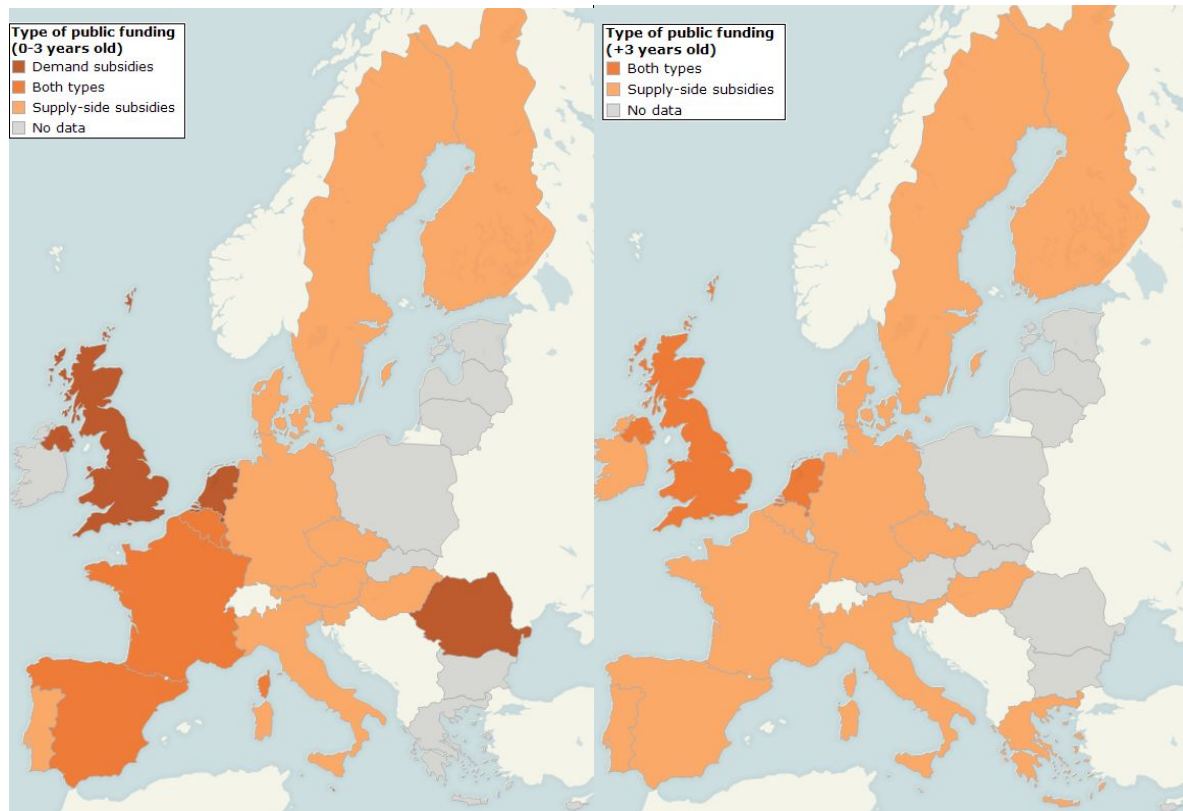 Type of public funding
(0-3 years old)
Demand subsidies
Both types
Supply-side subsidies
No data
Type of public funding
(+3 years old)
Both types
Supply-side subsidies
No data